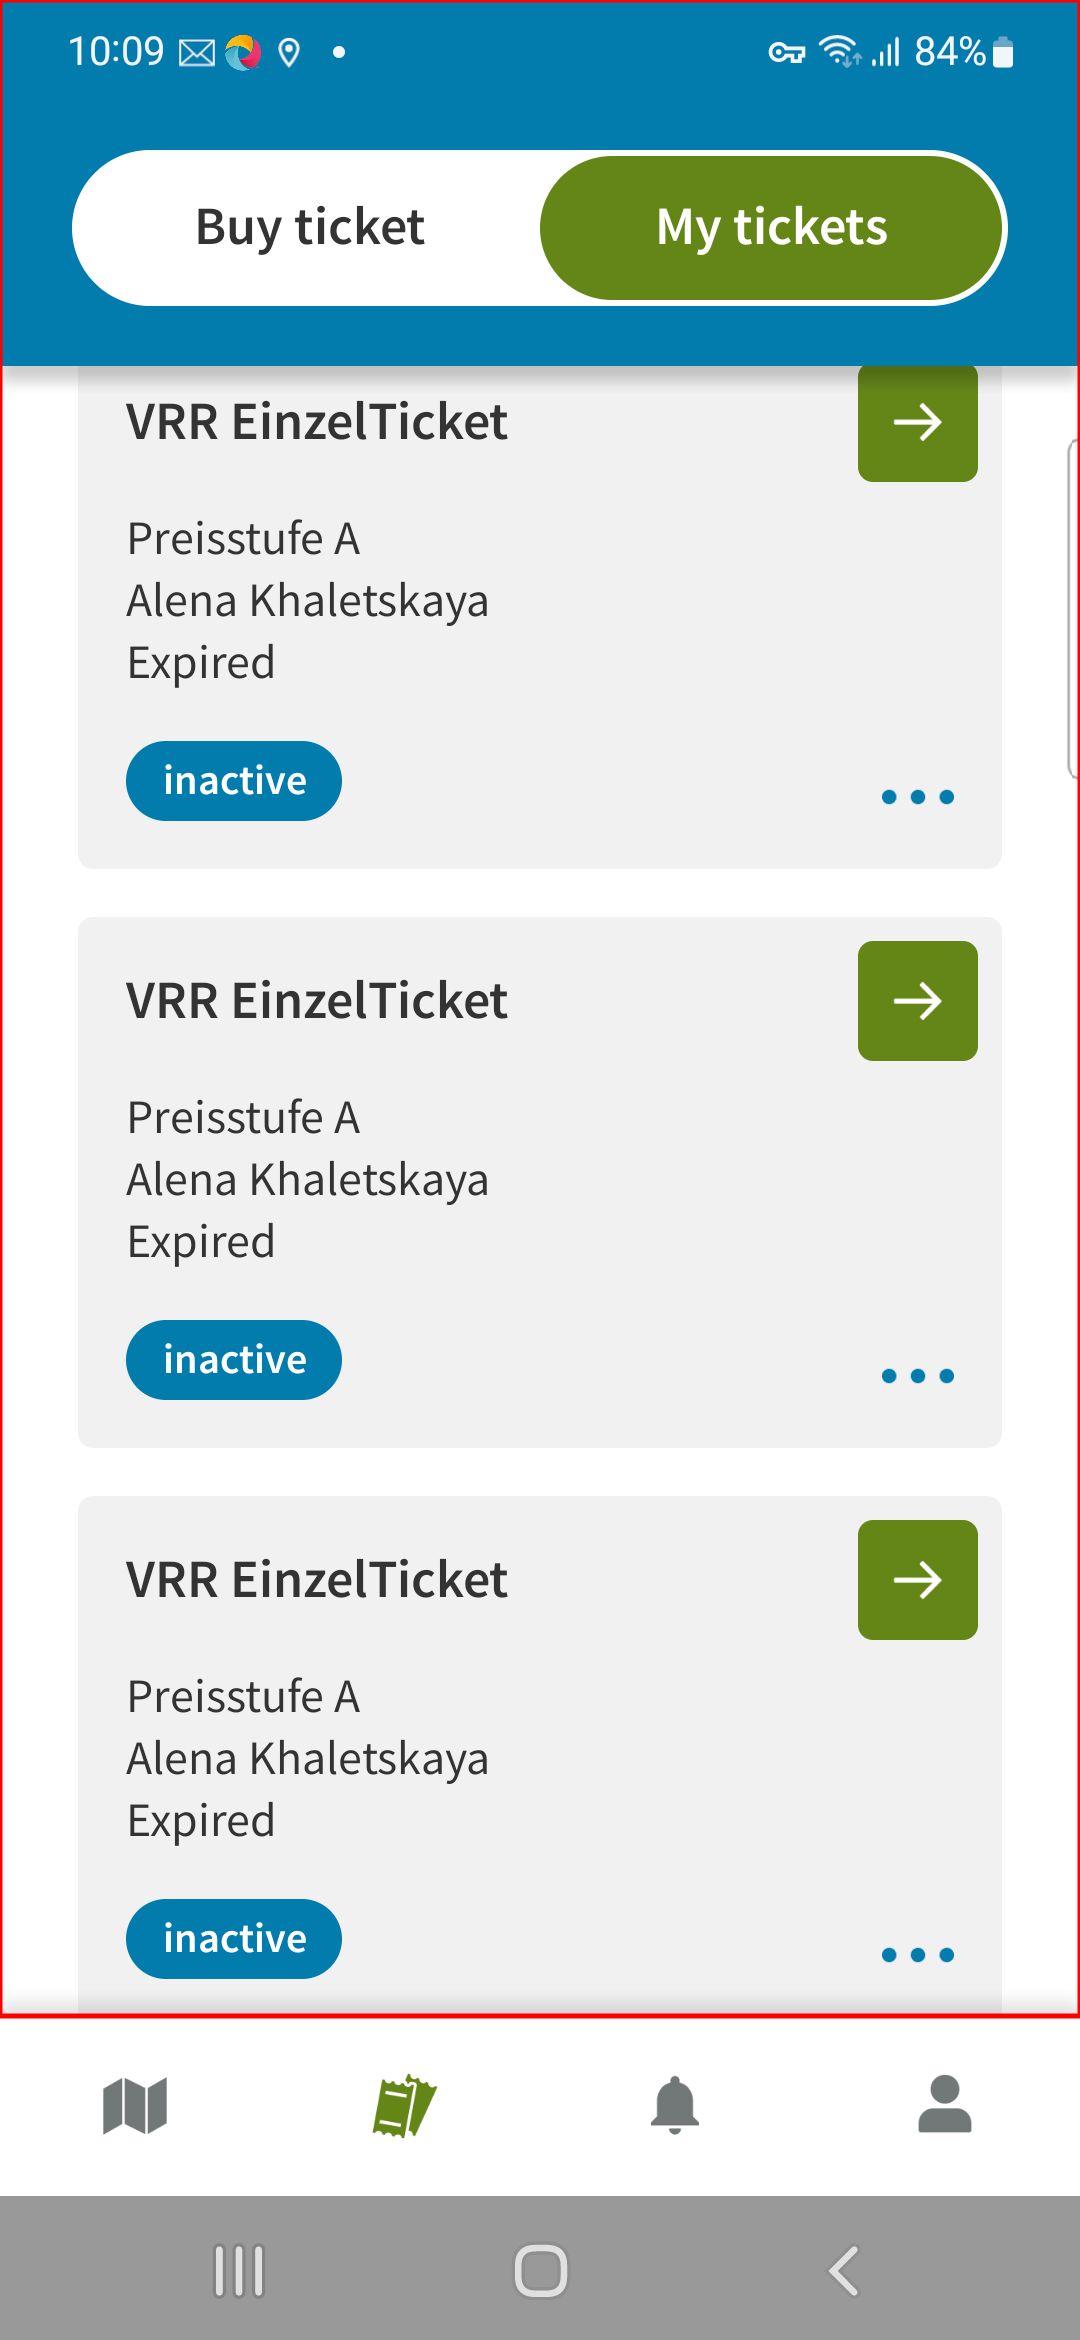 10:09
84%
Buy ticket
My tickets
VRR EinzelTicket
Preisstufe A
Alena Khaletskaya
Expired
inactive
VRR EinzelTicket
Preisstufe A
Alena Khaletskaya
Expired
inactive
VRR EinzelTicket
Preisstufe A
Alena Khaletskaya
Expired
inactive